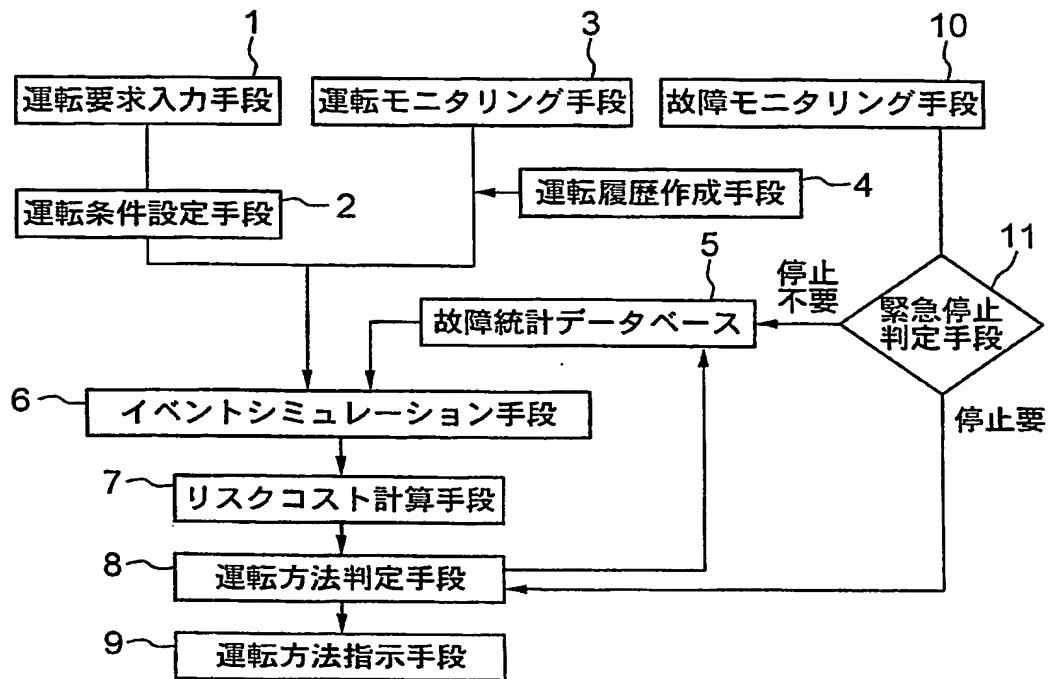 1
3
10
運転要求入力手段
運転モニタリング手段
故障モニタリング手段
運転条件設定手段
2
運転履歴作成手段
4
11
5
停止
不要
緊急停止
判定手段
故障統計データベース
6
イベントシミュレーション手段
停止要
7
リスクコスト計算手段
8
運転方法判定手段
9
運転方法指示手段